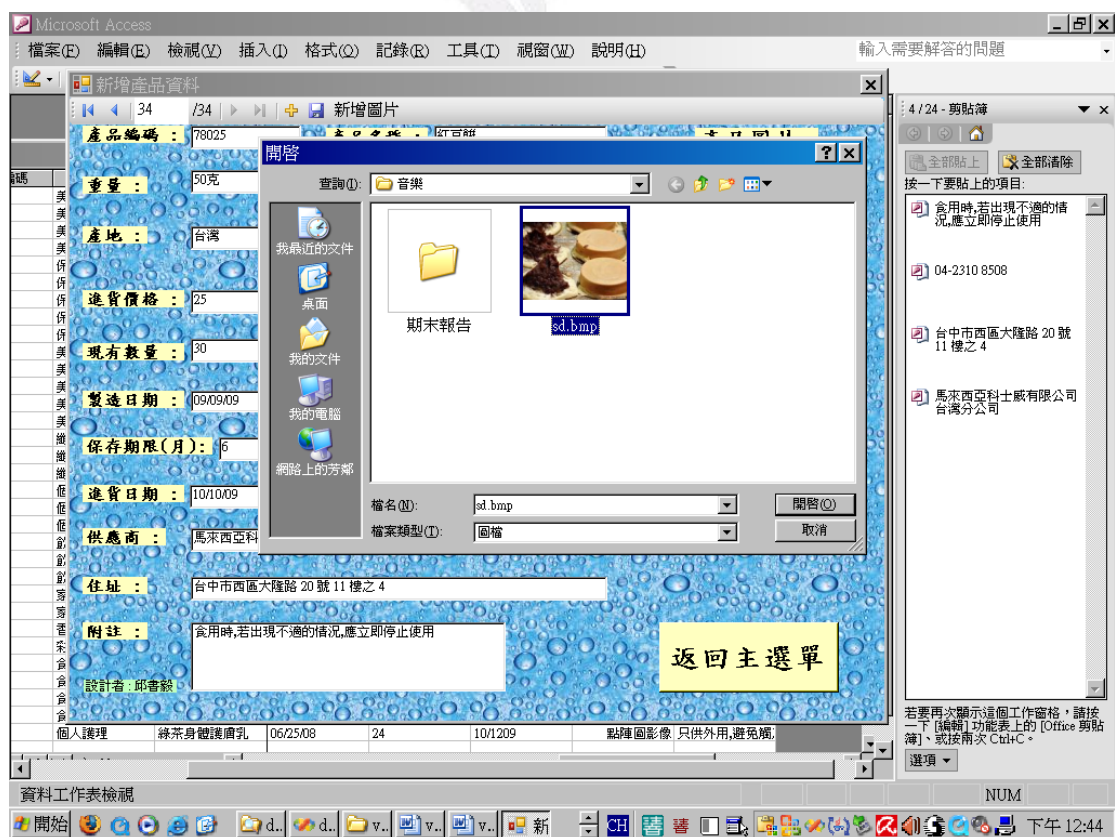 Microsoft Access
檔案(F) 編輯(E) 檢視(V) 插入(I) 格式(O) 記錄(R) 工具(T) 視窗(W) 說明(H) 輸入需要解答的問題
新增產品資料
34 /34 新增圖片
產品編碼 : 78025
重量 : 50克
產地 : 台灣
進貨價格 : 25
現有數量 : 30
製造日期 : 09/09/09
保存期限(月): 6
進貨日期 : 10/10/09
供應商 : 馬來西亞科
住址 : 台中市西區大隆路 20 號 11 樓之 4
附註 : 食用時,若出現不適的情況,應立即停止使用
設計者 : 邱書毅
返回主選單
開啓
查詢(I): 音樂
我最近的文件
桌面
我的文件
我的電腦
網路上的芳鄰
期末報告
sd.bmp
檔名(N): sd.bmp 開啓(O)
檔案類型(T): 圖檔 取消
4 / 24 - 剪貼簿
全部貼上 全部清除
按一下要貼上的項目:
食用時,若出現不適的情
況,應立即停止使用
04-2310 8508
台中市西區大隆路 20 號
11 樓之 4
馬來西亞科士威有限公司
台灣分公司
若要再次顯示這個工作窗格，請按
一下 [編輯] 功能表上的 [Office 剪貼
簿]、或按兩次 Ctrl+C。
選項
個人護理 綠茶身體護膚乳 06/25/08 24 10/1209 點陣圖影像 只供外用,避免觸
資料工作表檢視 NUM
開始 d.. d.. v.. v.. v.. 新 CH 下午 12:44